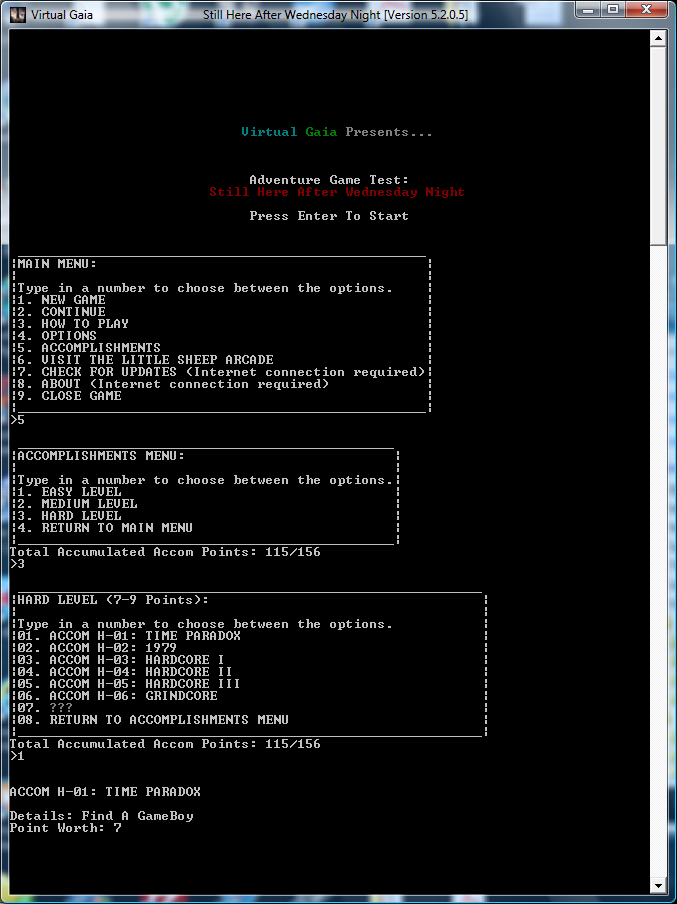 Virtual Gaia
Still Here After Wednesday Night [Version 5.2.0.5]
Virtual Gaia Presents...
Adventure Game Test:
Still Here After Wednesday Night
Press Enter To Start
MAIN MENU:
Type in a number to choose between the options.
1. NEW GAME
2. CONTINUE
3. HOW TO PLAY
4. OPTIONS
5. ACCOMPLISHMENTS
6. VISIT THE LITTLE SHEEP ARCADE
7. CHECK FOR UPDATES (Internet connection required)
8. ABOUT (Internet connection required)
9. CLOSE GAME
>5
ACCOMPLISHMENTS MENU:
Type in a number to choose between the options.
1. EASY LEVEL
2. MEDIUM LEVEL
3. HARD LEVEL
4. RETURN TO MAIN MENU
Total Accumulated Accom Points: 115/156
>3
HARD LEVEL (7-9 Points):
Type in a number to choose between the options.
01. ACCOM H-01: TIME PARADOX
02. ACCOM H-02: 1979
03. ACCOM H-03: HARDCORE I
04. ACCOM H-04: HARDCORE II
05. ACCOM H-05: HARDCORE III
06. ACCOM H-06: GRINDCORE
07. ???
08. RETURN TO ACCOMPLISHMENTS MENU
Total Accumulated Accom Points: 115/156
>1
ACCOM H-01: TIME PARADOX
Details: Find A GameBoy
Point Worth: 7